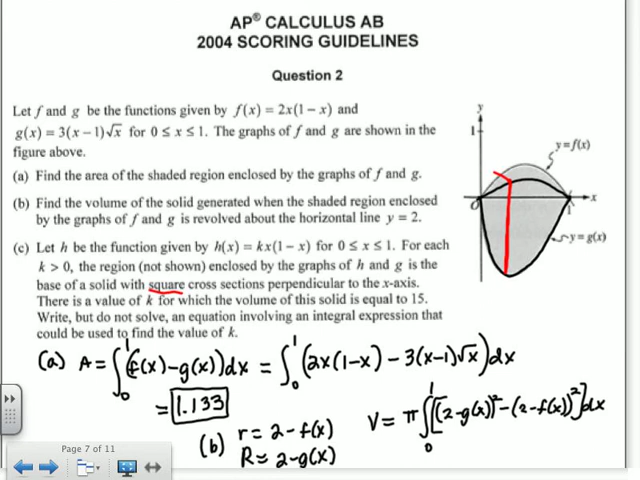 AP® CALCULUS AB
2004 SCORING GUIDELINES
Question 2
Let f and g be the functions given by f(x) = 2x(1 − x) and
g(x) = 3(x − 1)√x for 0 ≤ x ≤ 1. The graphs of f and g are shown in the
figure above.
(a) Find the area of the shaded region enclosed by the graphs of f and g.
(b) Find the volume of the solid generated when the shaded region enclosed
by the graphs of f and g is revolved about the horizontal line y = 2.
(c) Let h be the function given by h(x) = kx(1 − x) for 0 ≤ x ≤ 1. For each
k > 0, the region (not shown) enclosed by the graphs of h and g is the
base of a solid with square cross sections perpendicular to the x-axis.
There is a value of k for which the volume of this solid is equal to 15.
Write, but do not solve, an equation involving an integral expression that
could be used to find the value of k.
y
1
y = f(x)
O
x
1
y = g(x)
(a) A = ∫₀¹ (f(x) − g(x))dx = ∫₀¹ (2x(1−x) − 3(x−1)√x)dx
= 1.133
(b) r = 2 − f(x)
R = 2 − g(x)
V = π ∫₀¹ [(2−g(x))² − (2−f(x))²]dx
Page 7 of 11